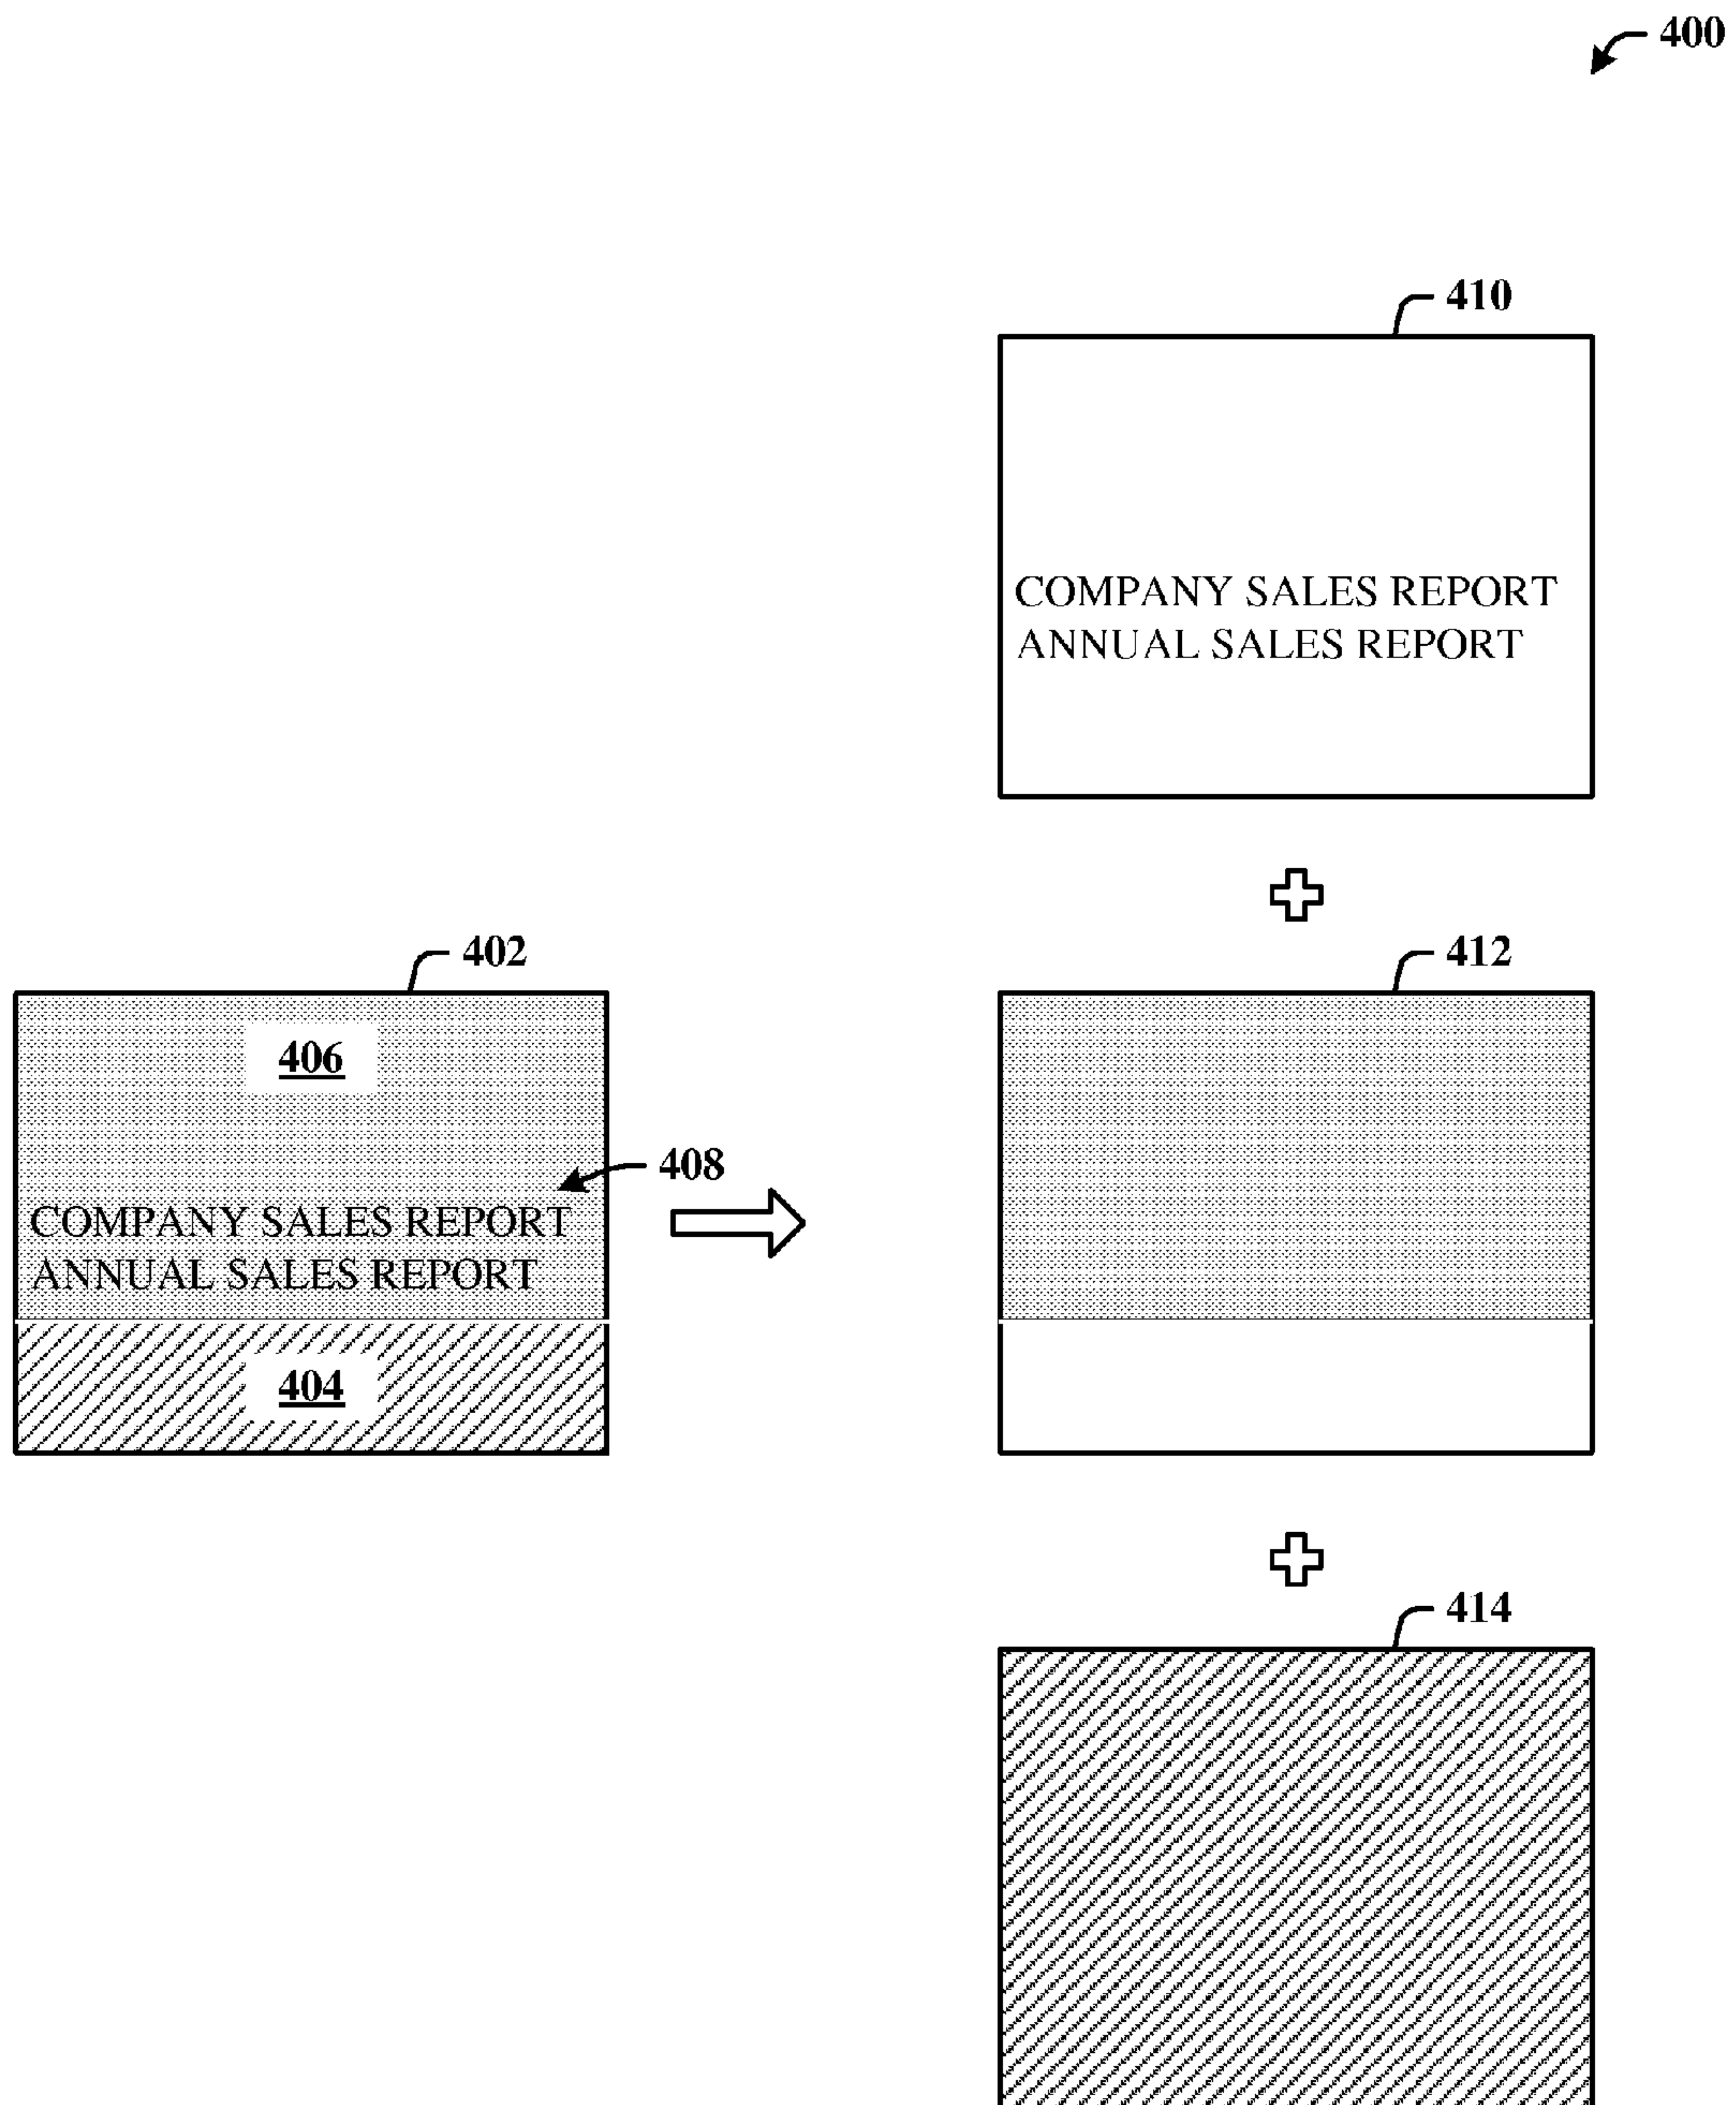 400
410
COMPANY SALES REPORT
ANNUAL SALES REPORT
402
406
408
COMPANY SALES REPORT
ANNUAL SALES REPORT
404
412
414